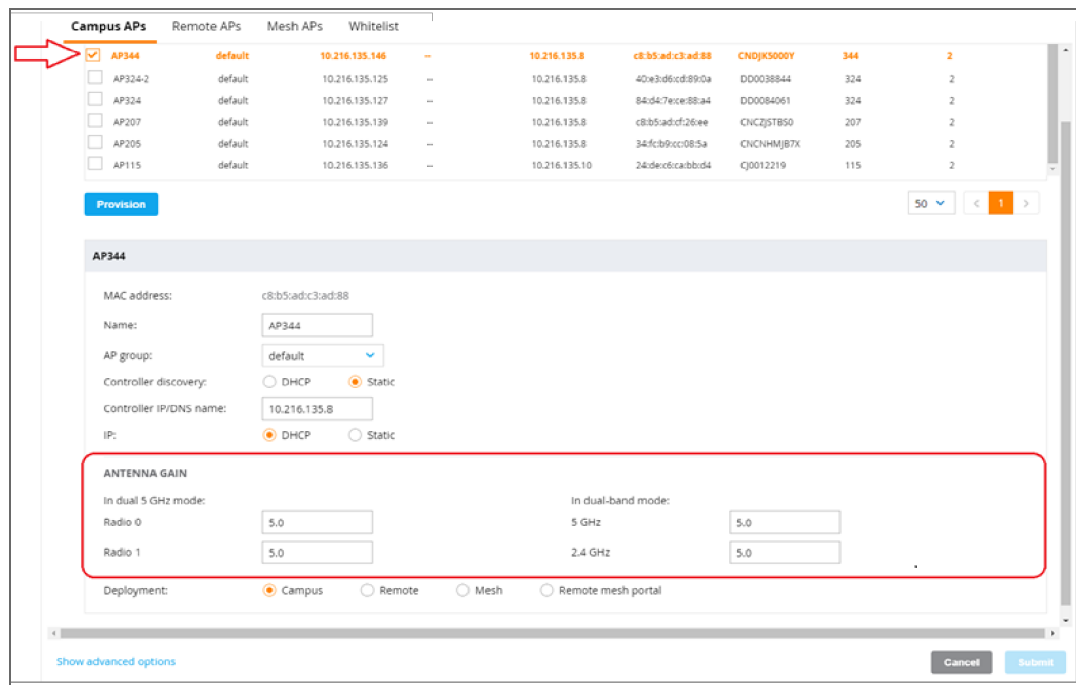 Campus APs Remote APs Mesh APs Whitelist
AP344 default 10.216.135.146 -- 10.216.135.8 c8:b5:ad:c3:ad:88 CNDJK5000Y 344 2
AP324-2 default 10.216.135.125 -- 10.216.135.8 40:e3:d6:cd:89:0a DD0038844 324 2
AP324 default 10.216.135.127 -- 10.216.135.8 84:d4:7e:ce:88:a4 DD0084061 324 2
AP207 default 10.216.135.139 -- 10.216.135.8 c8:b5:ad:cf:26:ee CNCZJSTBS0 207 2
AP205 default 10.216.135.124 -- 10.216.135.8 34:fc:b9:cc:08:5a CNCNHMJB7X 205 2
AP115 default 10.216.135.136 -- 10.216.135.10 24:de:c6:ca:bb:d4 CJ0012219 115 2
Provision 50 < 1 >
AP344
MAC address: c8:b5:ad:c3:ad:88
Name: AP344
AP group: default
Controller discovery: DHCP Static
Controller IP/DNS name: 10.216.135.8
IP: DHCP Static
ANTENNA GAIN
In dual 5 GHz mode: In dual-band mode:
Radio 0 5.0 5 GHz 5.0
Radio 1 5.0 2.4 GHz 5.0
Deployment: Campus Remote Mesh Remote mesh portal
Show advanced options Cancel Submit